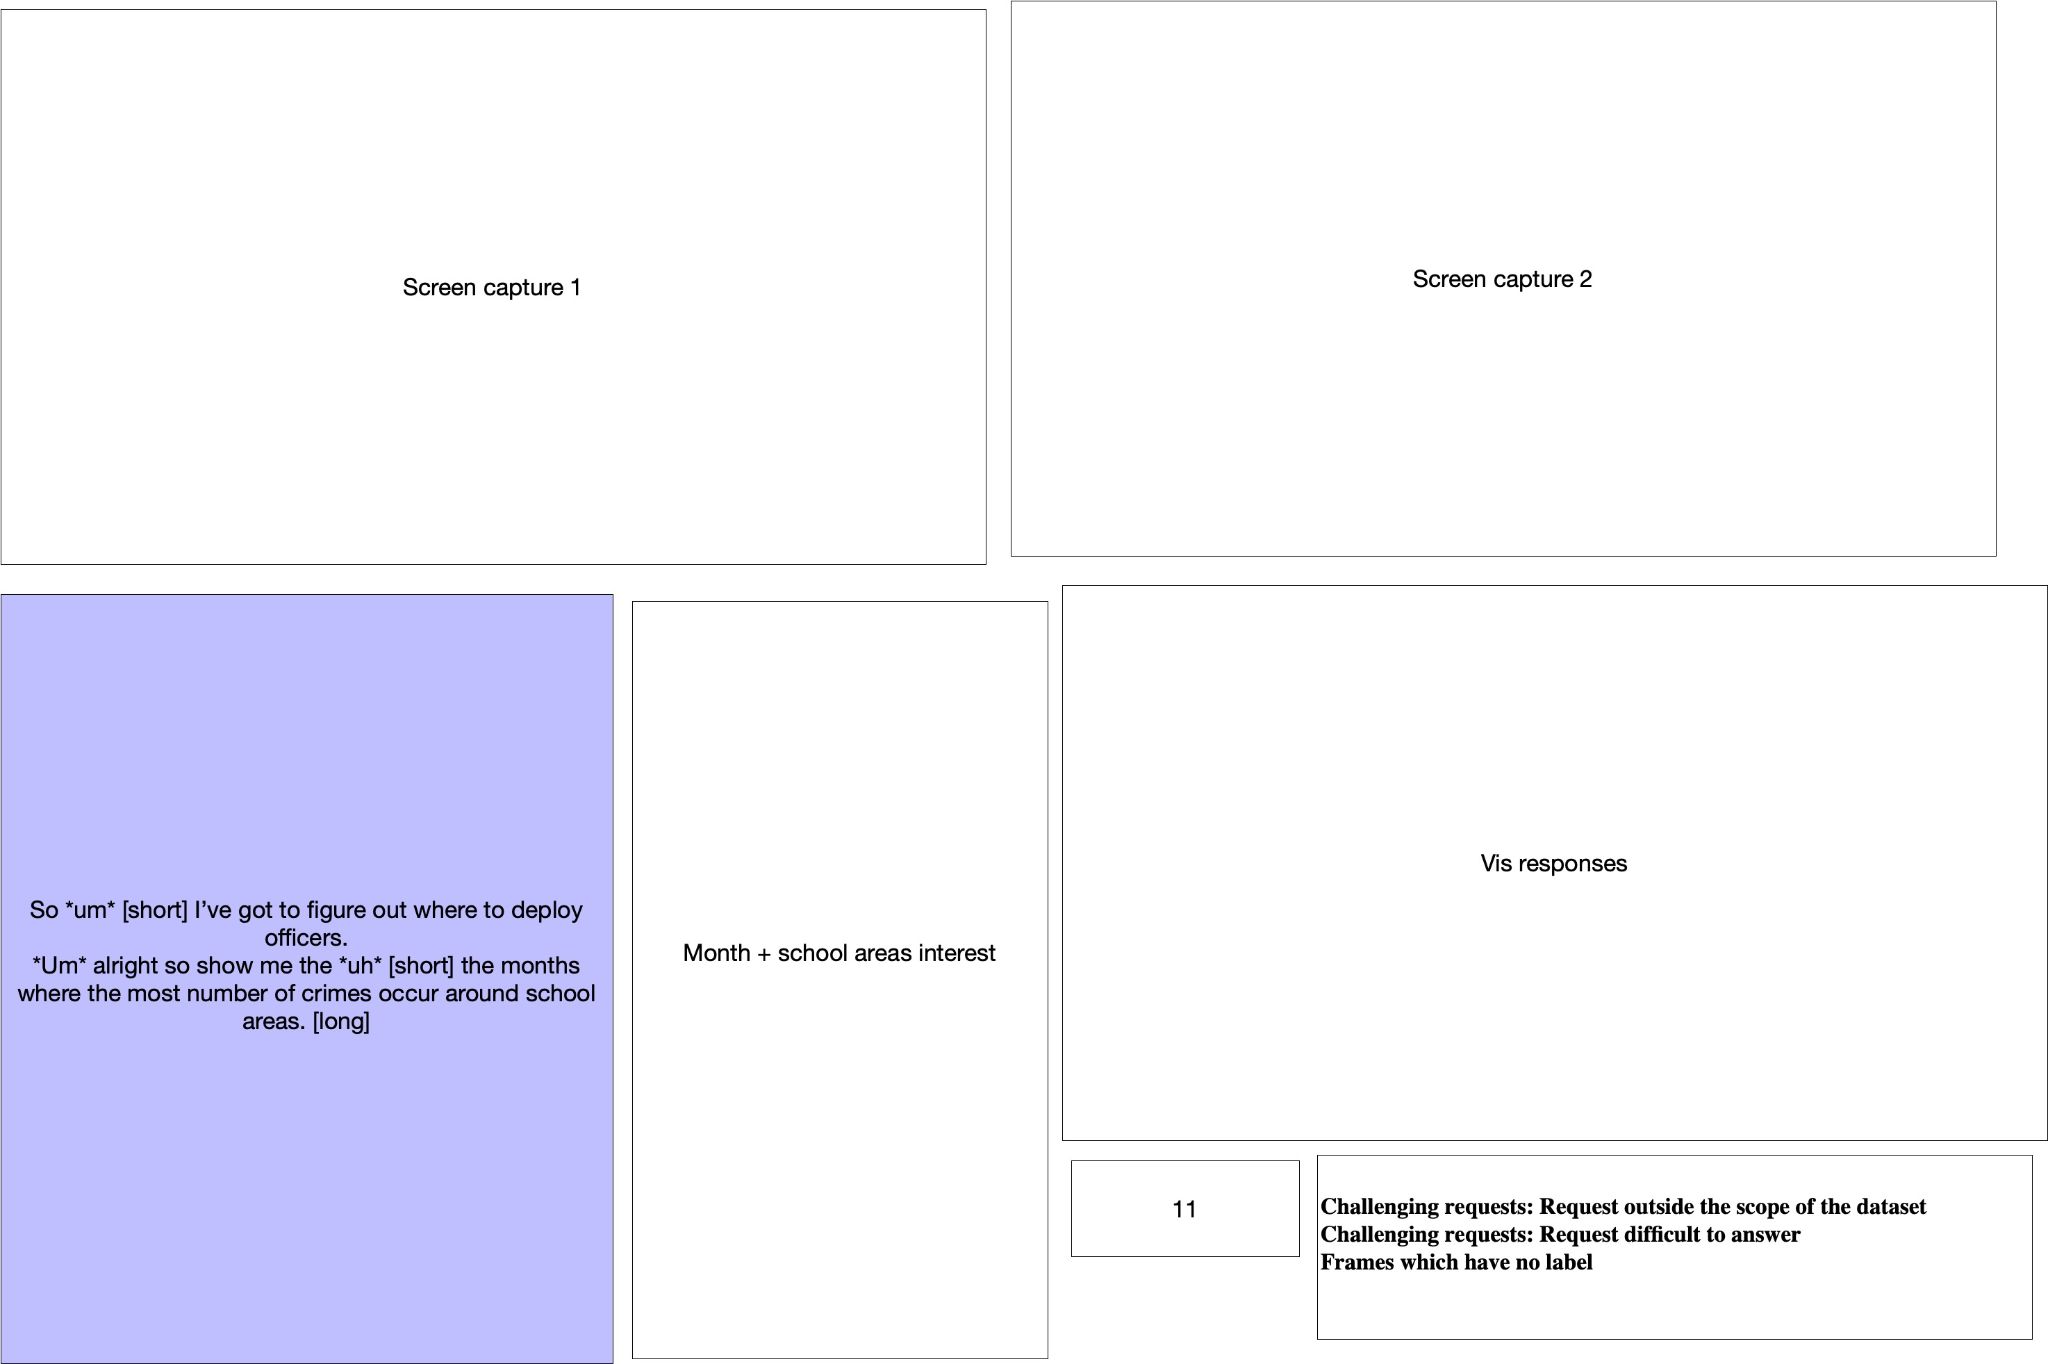 Screen capture 1
Screen capture 2
So *um* [short] I’ve got to figure out where to deploy
officers.
*Um* alright so show me the *uh* [short] the months
where the most number of crimes occur around school
areas. [long]
Month + school areas interest
Vis responses
11
Challenging requests: Request outside the scope of the dataset
Challenging requests: Request difficult to answer
Frames which have no label